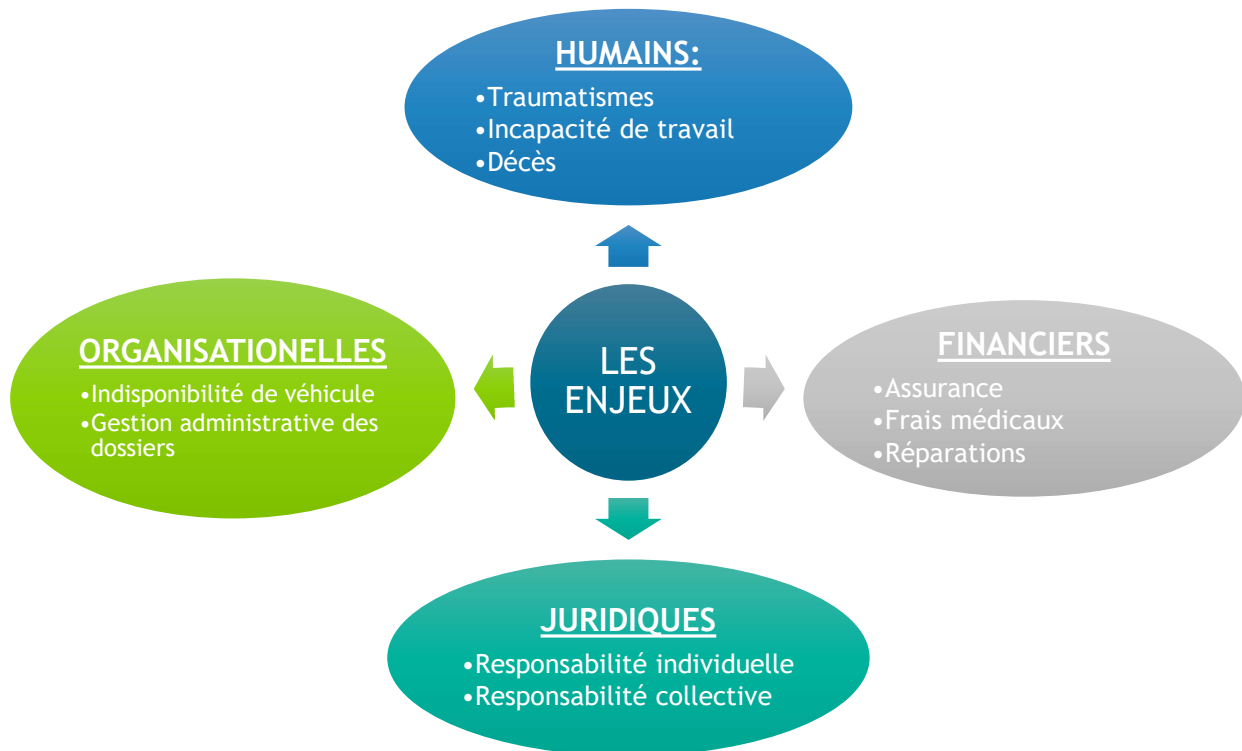 HUMAINS:
•Traumatismes
•Incapacité de travail
•Décès
ORGANISATIONELLES
•Indisponibilité de véhicule
•Gestion administrative des
dossiers
LES
ENJEUX
FINANCIERS
•Assurance
•Frais médicaux
•Réparations
JURIDIQUES
•Responsabilité individuelle
•Responsabilité collective